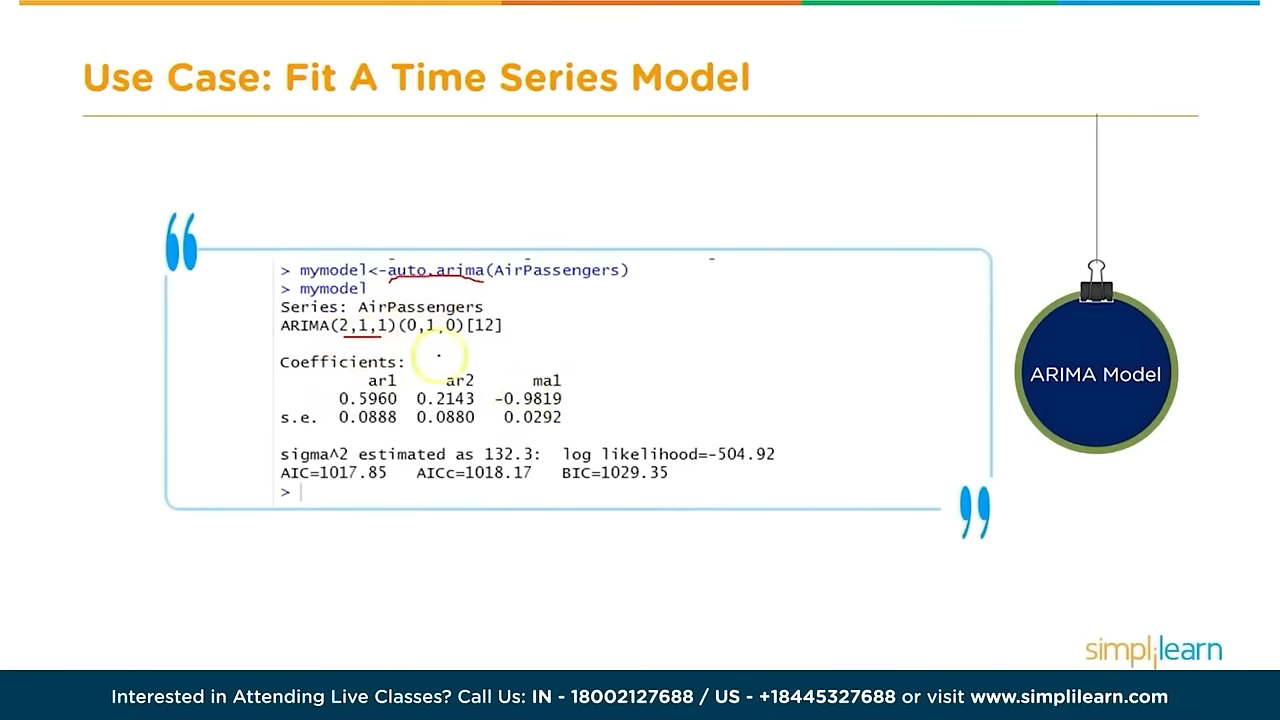 Use Case: Fit A Time Series Model
> mymodel<-auto.arima(AirPassengers)
> mymodel
Series: AirPassengers
ARIMA(2,1,1)(0,1,0)[12]
Coefficients:
ar1 ar2 ma1
0.5960 0.2143 -0.9819
s.e. 0.0888 0.0880 0.0292
sigma^2 estimated as 132.3: log likelihood=-504.92
AIC=1017.85 AICc=1018.17 BIC=1029.35
>
ARIMA Model
simplilearn
Interested in Attending Live Classes? Call Us: IN - 18002127688 / US - +18445327688 or visit www.simplilearn.com